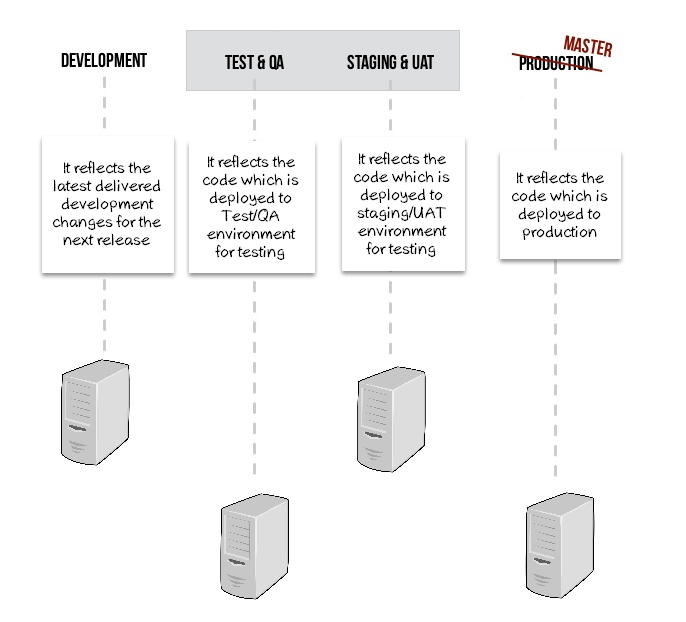 DEVELOPMENT
TEST & QA
STAGING & UAT
MASTER
PRODUCTION
It reflects the
latest delivered
development
changes for the
next release
It reflects the
code which is
deployed to
Test/QA
environment
for testing
It reflects the
code which is
deployed to
staging/UAT
environment
for testing
It reflects the
code which is
deployed to
production